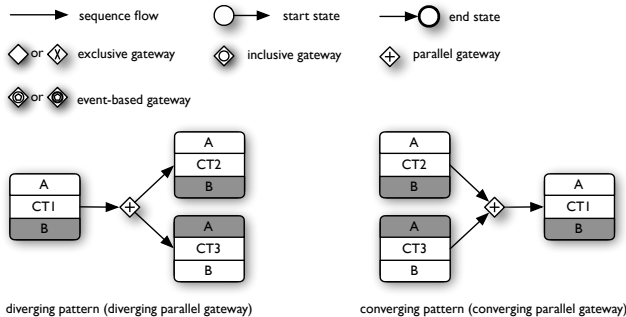 sequence flow
start state
end state
or
exclusive gateway
inclusive gateway
parallel gateway
or
event-based gateway
A
CT1
B
A
CT2
B
A
CT3
B
A
CT2
B
A
CT3
B
A
CT1
B
diverging pattern (diverging parallel gateway)
converging pattern (converging parallel gateway)